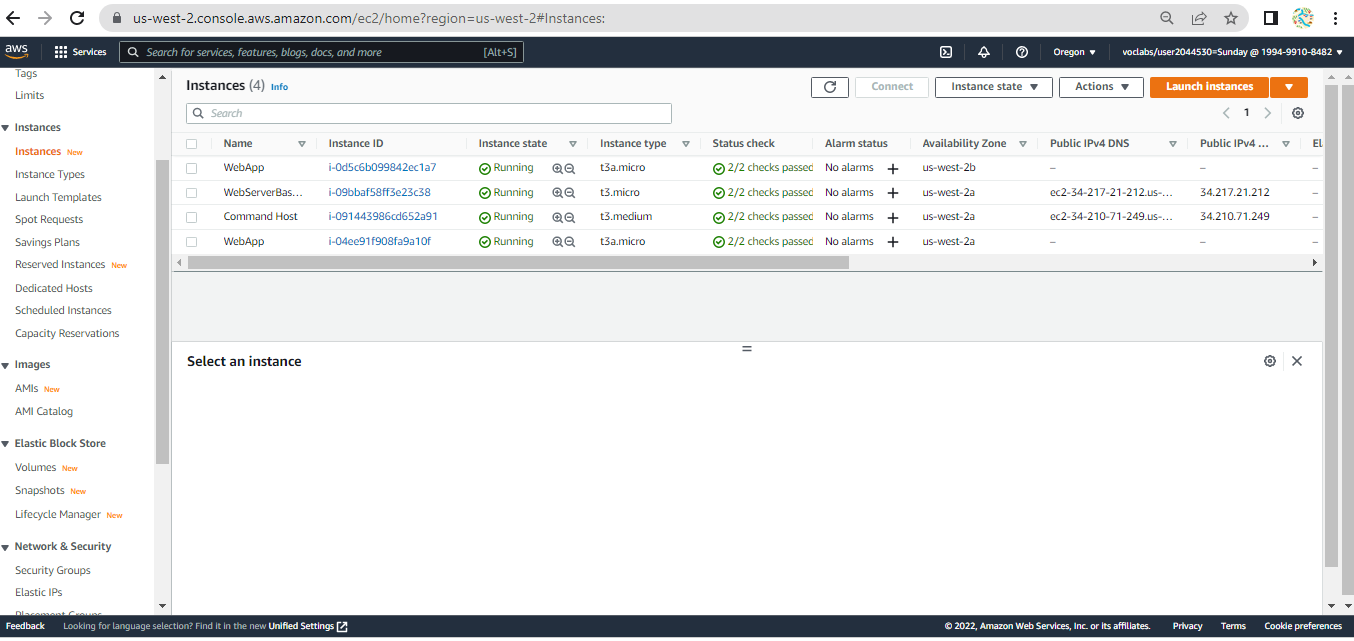 us-west-2.console.aws.amazon.com/ec2/home?region=us-west-2#Instances:
aws Services Search for services, features, blogs, docs, and more [Alt+S] Oregon voclabs/user2044530=Sunday @ 1994-9910-8482
Tags
Limits
Instances
Instances New
Instance Types
Launch Templates
Spot Requests
Savings Plans
Reserved Instances New
Dedicated Hosts
Scheduled Instances
Capacity Reservations
Images
AMIs New
AMI Catalog
Elastic Block Store
Volumes New
Snapshots New
Lifecycle Manager New
Network & Security
Security Groups
Elastic IPs
Placement Groups
Instances (4) Info Connect Instance state Actions Launch instances
Search 1
Name Instance ID Instance state Instance type Status check Alarm status Availability Zone Public IPv4 DNS Public IPv4 ... El
WebApp i-0d5c6b099842ec1a7 Running t3a.micro 2/2 checks passed No alarms us-west-2b – – –
WebServerBas... i-09bbaf58ff3e23c38 Running t3.micro 2/2 checks passed No alarms us-west-2a ec2-34-217-21-212.us-... 34.217.21.212 –
Command Host i-091443986cd652a91 Running t3.medium 2/2 checks passed No alarms us-west-2a ec2-34-210-71-249.us-... 34.210.71.249 –
WebApp i-04ee91f908fa9a10f Running t3a.micro 2/2 checks passed No alarms us-west-2a – – –
Select an instance
Feedback Looking for language selection? Find it in the new Unified Settings © 2022, Amazon Web Services, Inc. or its affiliates. Privacy Terms Cookie preferences